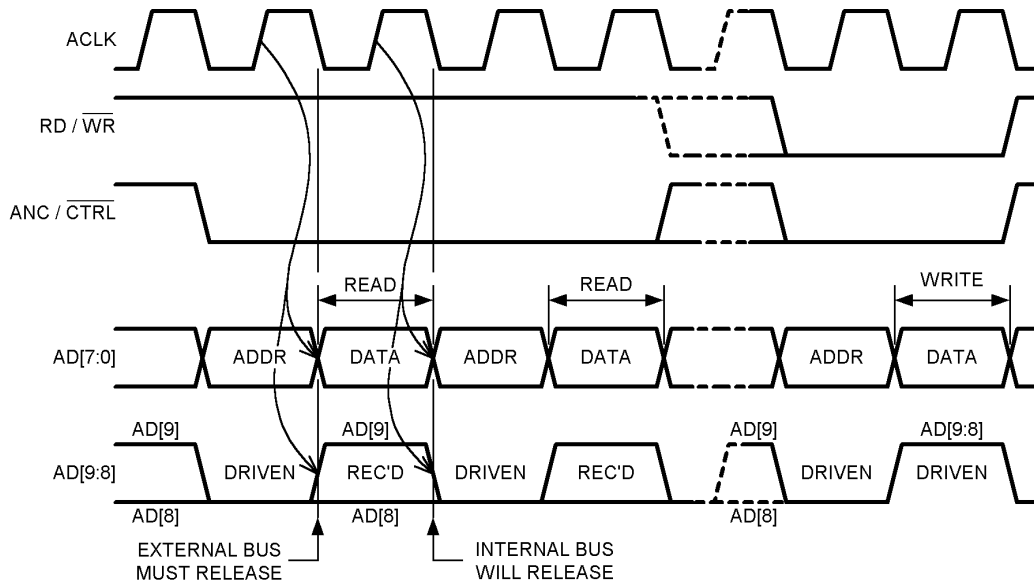 ACLK
RD / WR
ANC / CTRL
READ READ WRITE
AD[7:0] ADDR DATA ADDR DATA ADDR DATA
AD[9] AD[9] AD[9] AD[9:8]
AD[9:8] DRIVEN REC'D DRIVEN REC'D DRIVEN DRIVEN
AD[8] AD[8] AD[8]
EXTERNAL BUS INTERNAL BUS
MUST RELEASE WILL RELEASE